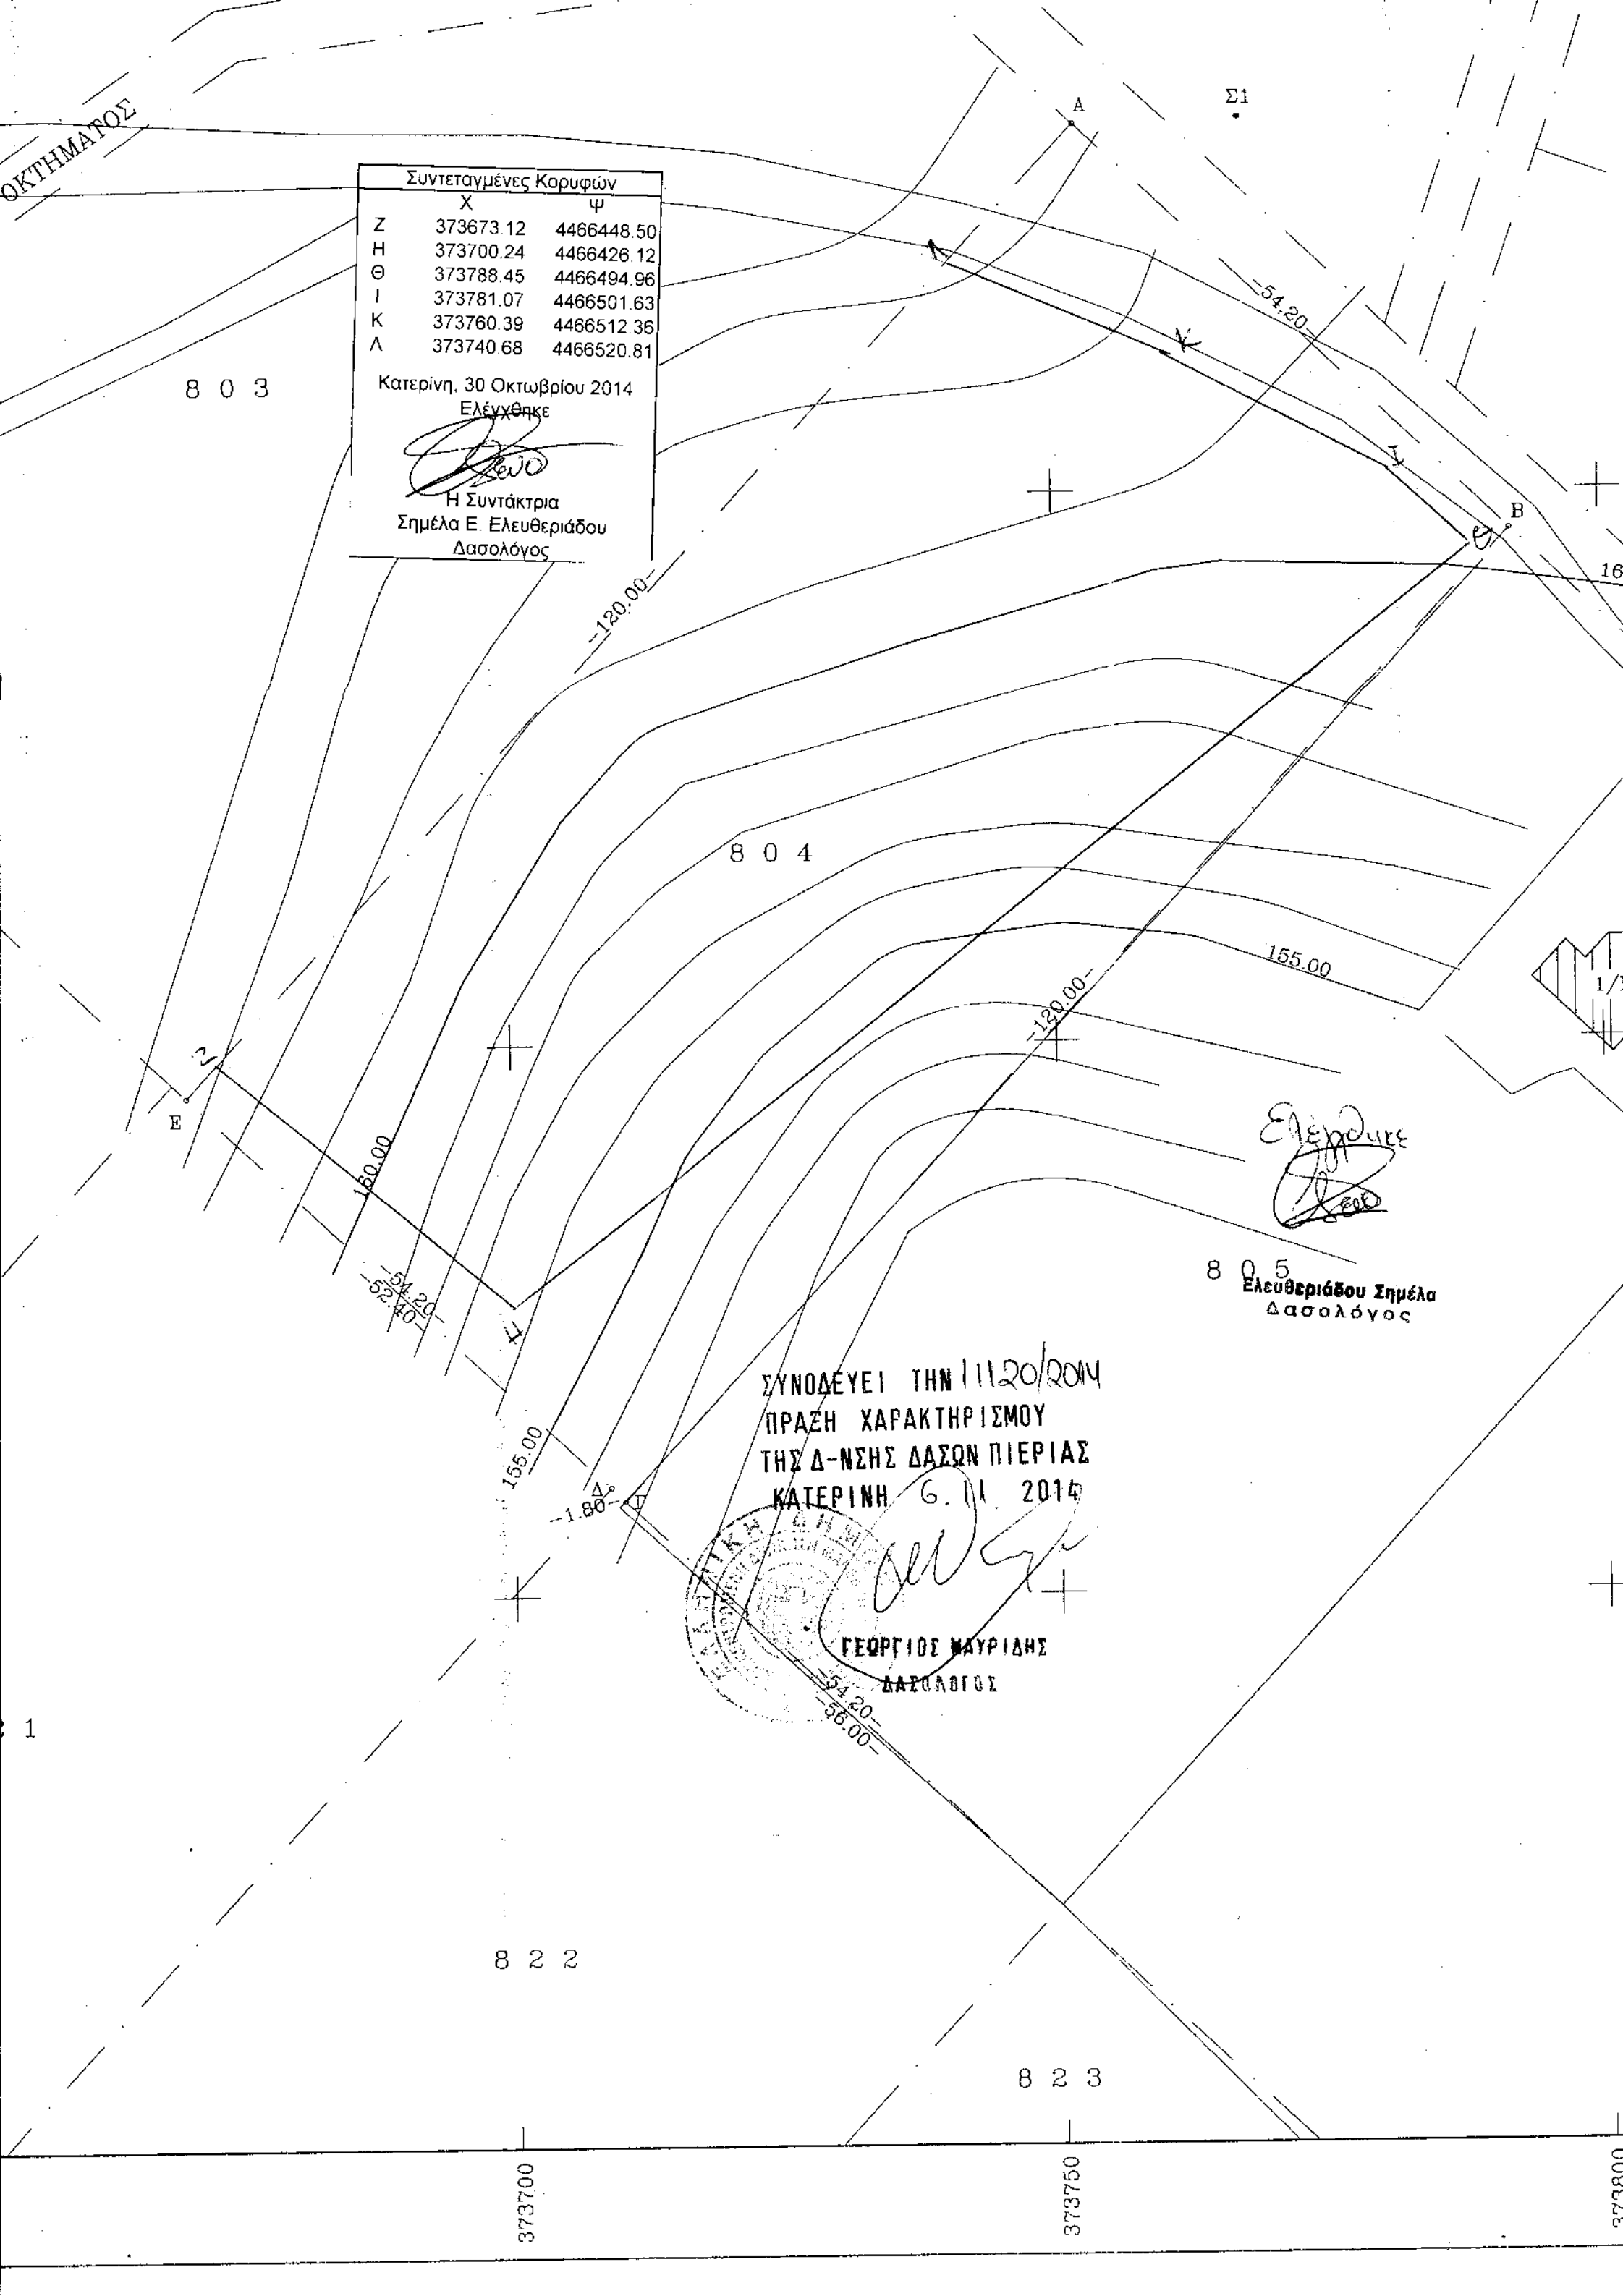 ΟΚΤΗΜΑΤΟΣ
Α
Σ1
Συντεταγμένες Κορυφών
Χ Ψ
Ζ 373673.12 4466448.50
Η 373700.24 4466426.12
Θ 373788.45 4466494.96
Ι 373781.07 4466501.63
Κ 373760.39 4466512.36
Λ 373740.68 4466520.81
Κατερίνη, 30 Οκτωβρίου 2014
Ελέγχθηκε
Η Συντάκτρια
Σημέλα Ε. Ελευθεριάδου
Δασολόγος
Λ
-54.20-
Κ
8 0 3
Ι
Β
Θ
16
-120.00-
8 0 4
155.00
1/
-120.00-
Ζ
Ε
Ελέγχθηκε
160.00
8 0 5
Ελευθεριάδου Σημέλα
Δασολόγος
-54.20-
-52.40-
Η
ΣΥΝΟΔΕΥΕΙ ΤΗΝ 11120/2014
ΠΡΑΞΗ ΧΑΡΑΚΤΗΡΙΣΜΟΥ
ΤΗΣ Δ-ΝΣΗΣ ΔΑΣΩΝ ΠΙΕΡΙΑΣ
ΚΑΤΕΡΙΝΗ 6. 11. 2014
155.00
Δ
-1.80-
Γ
ΓΕΩΡΓΙΟΣ ΜΑΥΡΙΔΗΣ
ΔΑΣΟΛΟΓΟΣ
-54.20-
-56.00-
1
8 2 2
8 2 3
373700
373750
373800